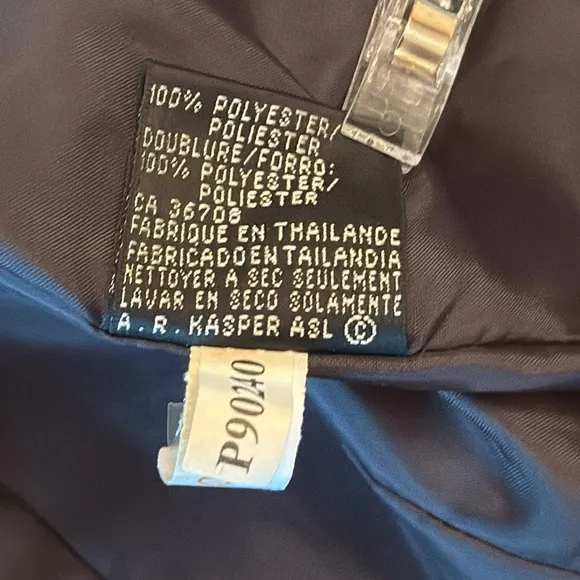 100% POLYESTER/
POLIESTER
DOUBLURE/FORRO:
100% POLYESTER/
POLIESTER
CA 36708
FABRIQUE EN THAILANDE
FABRICADO EN TAILANDIA
NETTOYER A SEC SEULEMENT
LAVAR EN SECO SOLAMENTE
A.R. KASPER ASL ©
P90240